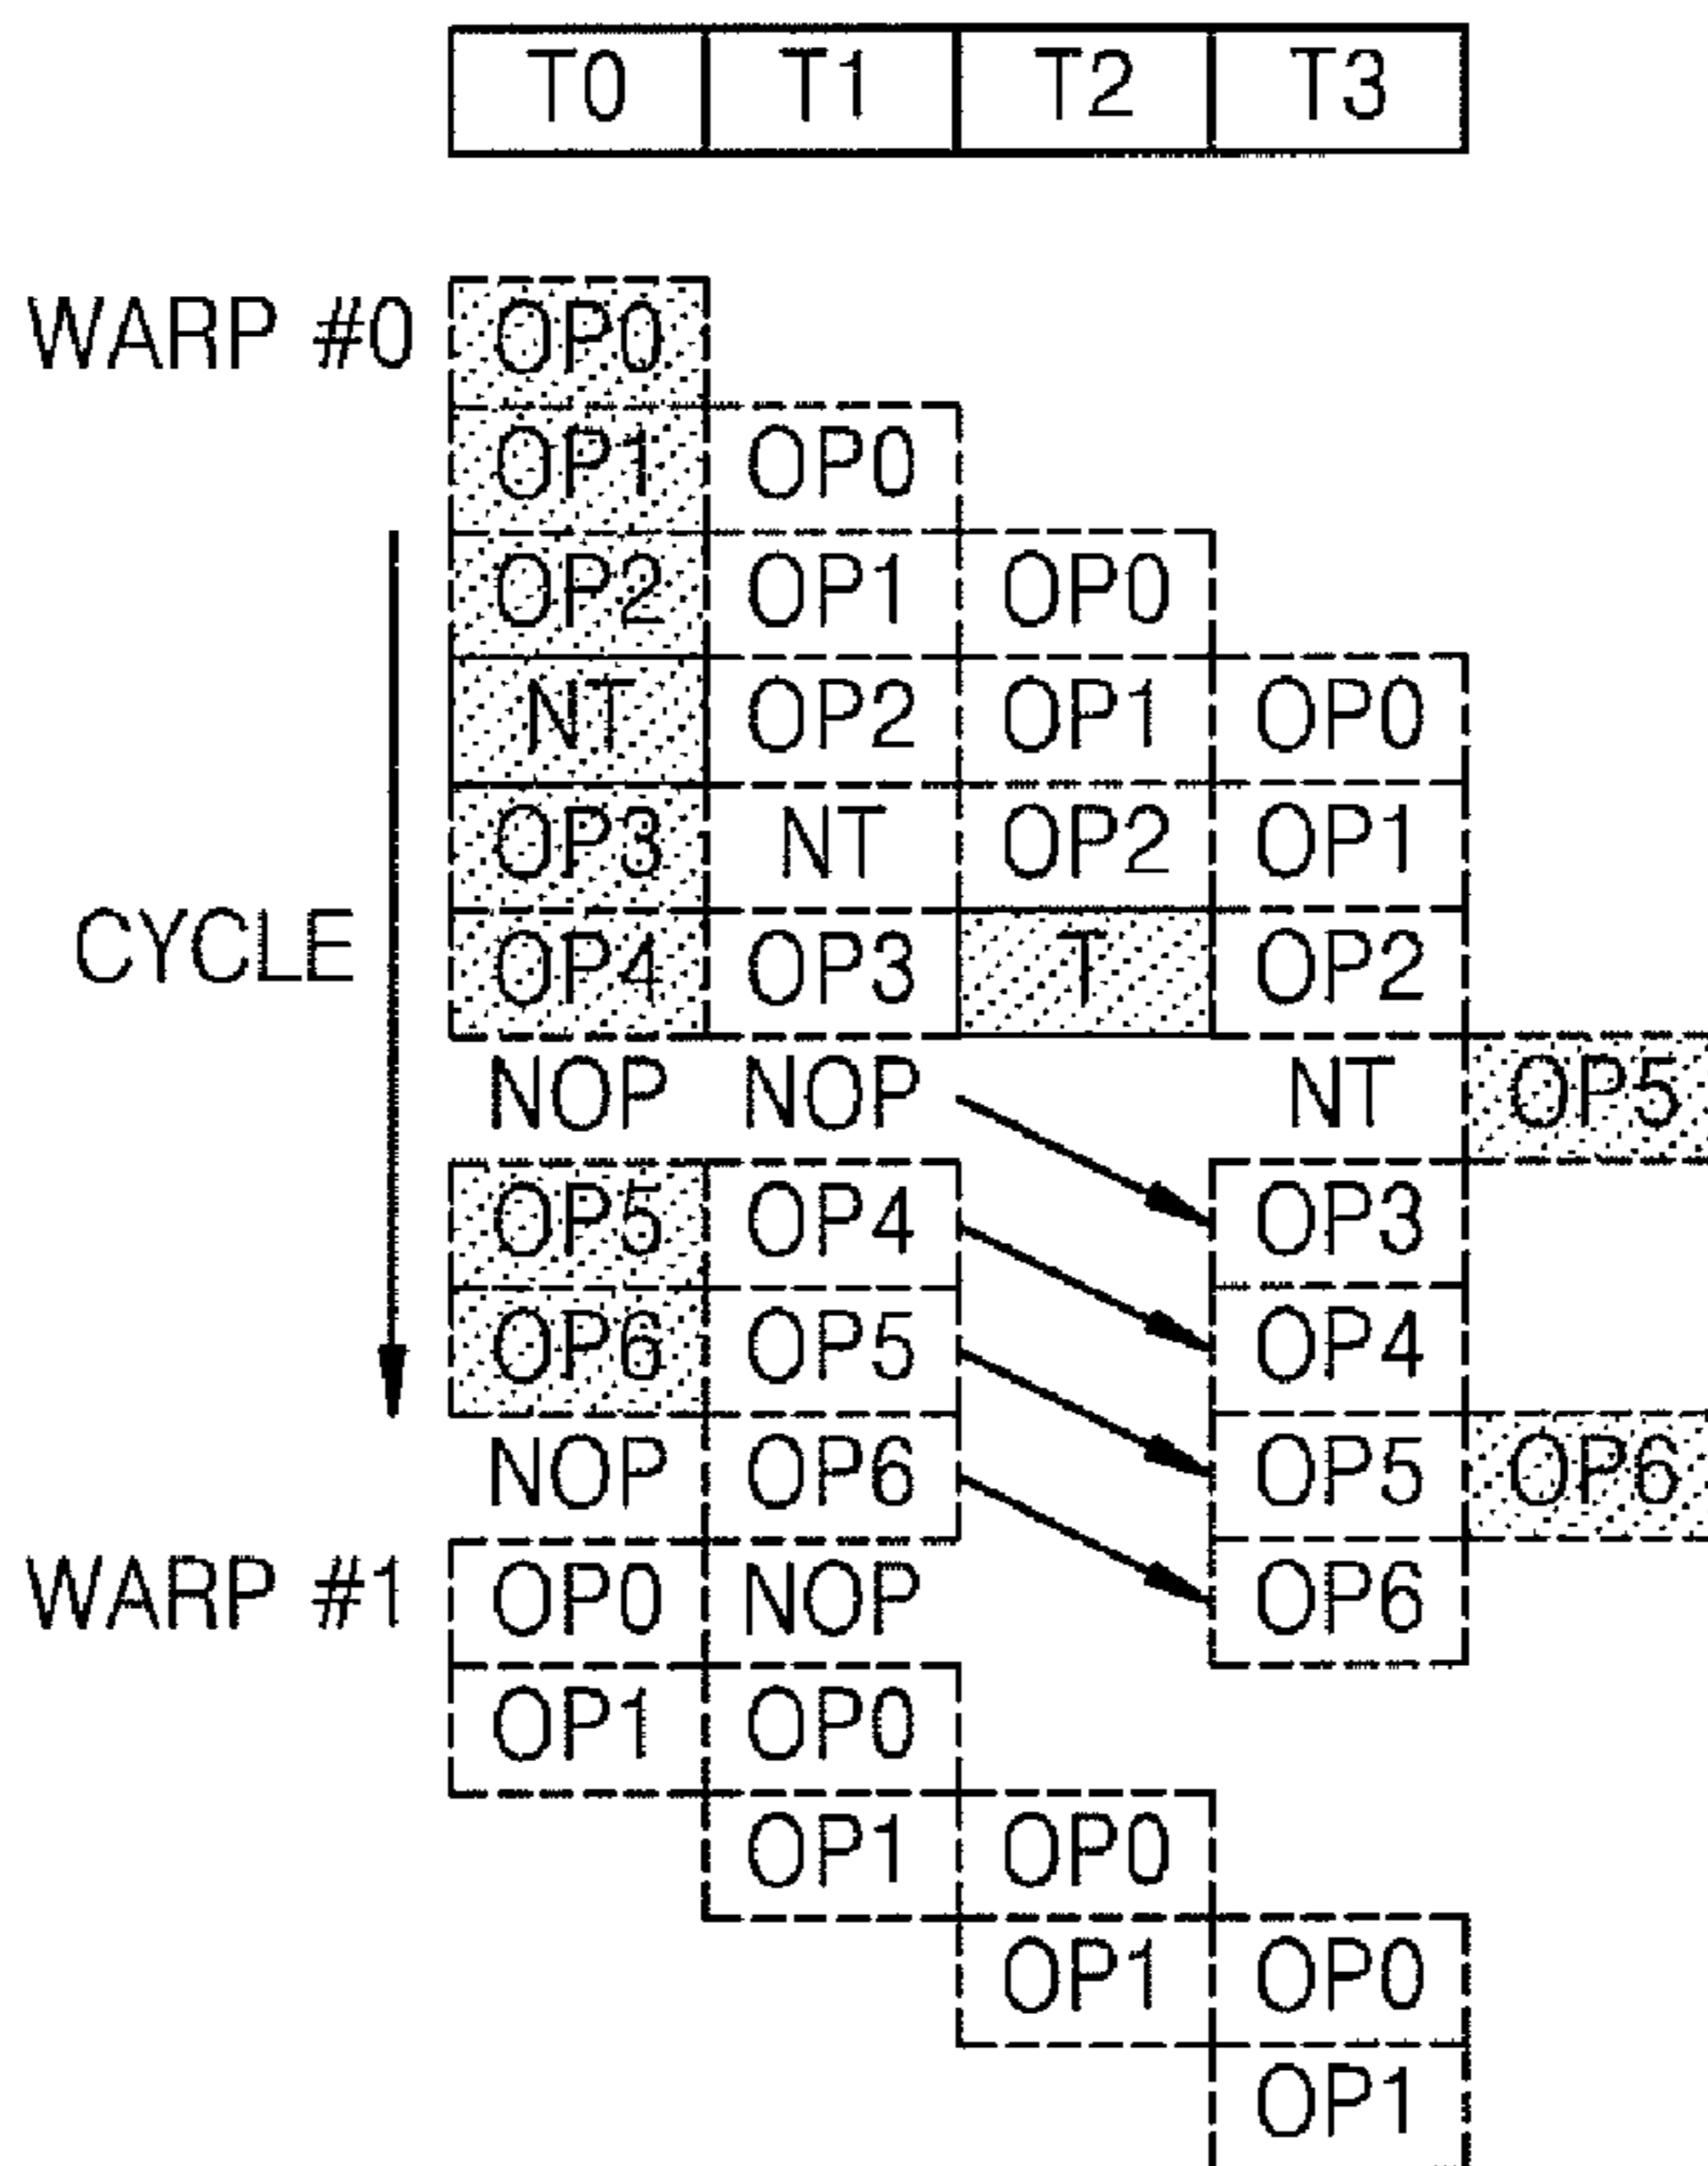 T0 T1 T2 T3
WARP #0 OP0
OP1 OP0
OP2 OP1 OP0
NT OP2 OP1 OP0
OP3 NT OP2 OP1
CYCLE OP4 OP3 T OP2
NOP NOP NT OP5
OP5 OP4 OP3
OP6 OP5 OP4
NOP OP6 OP5 OP6
WARP #1 OP0 NOP OP6
OP1 OP0
OP1 OP0
OP1 OP0
OP1